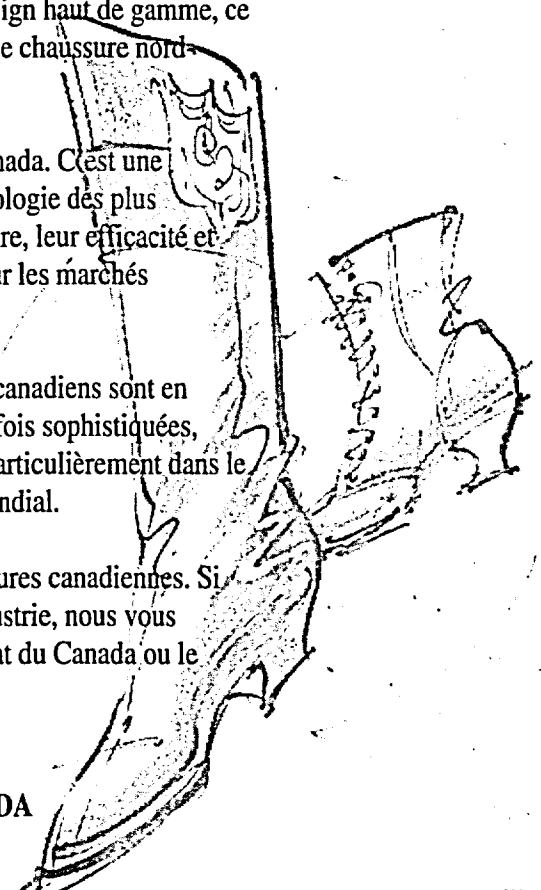 ign haut de gamme, ce
e chaussure nord-
nada. C'est une
ologie des plus
re, leur efficacité et
ur les marchés
canadiens sont en
fois sophistiquées,
articulièrement dans le
ndial.
ures canadiennes. Si
ustrie, nous vous
nt du Canada ou le
DA